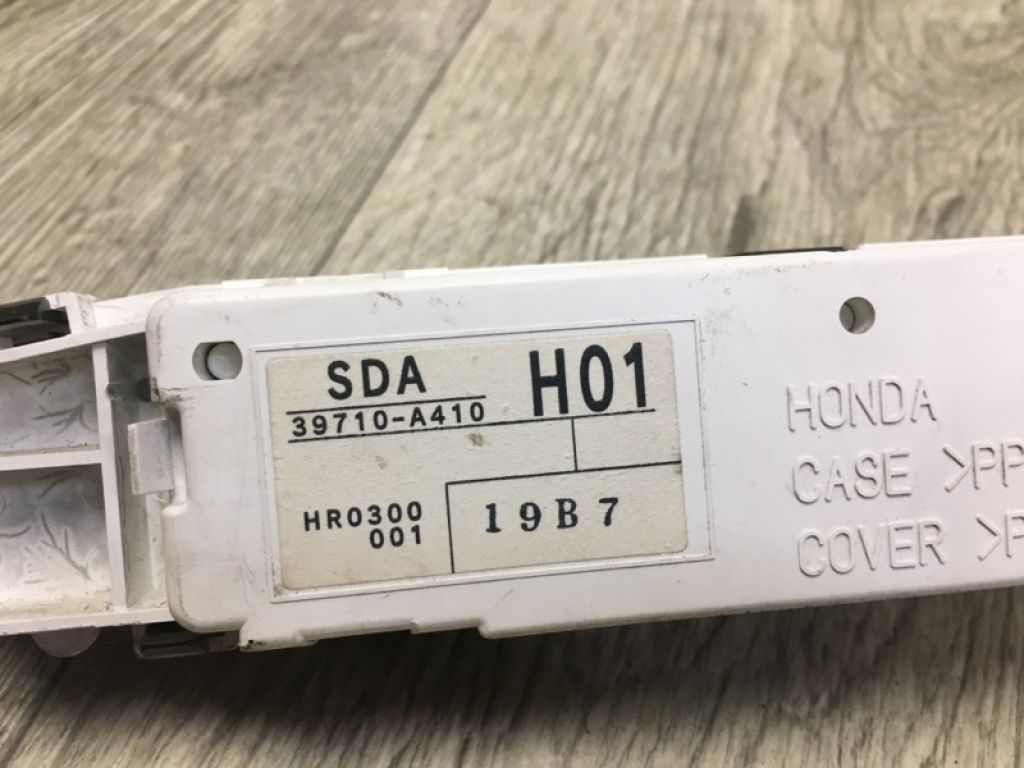 SDA H01
39710-A410
HR0300
001
19B7
HONDA
CASE >PP
COVER >P